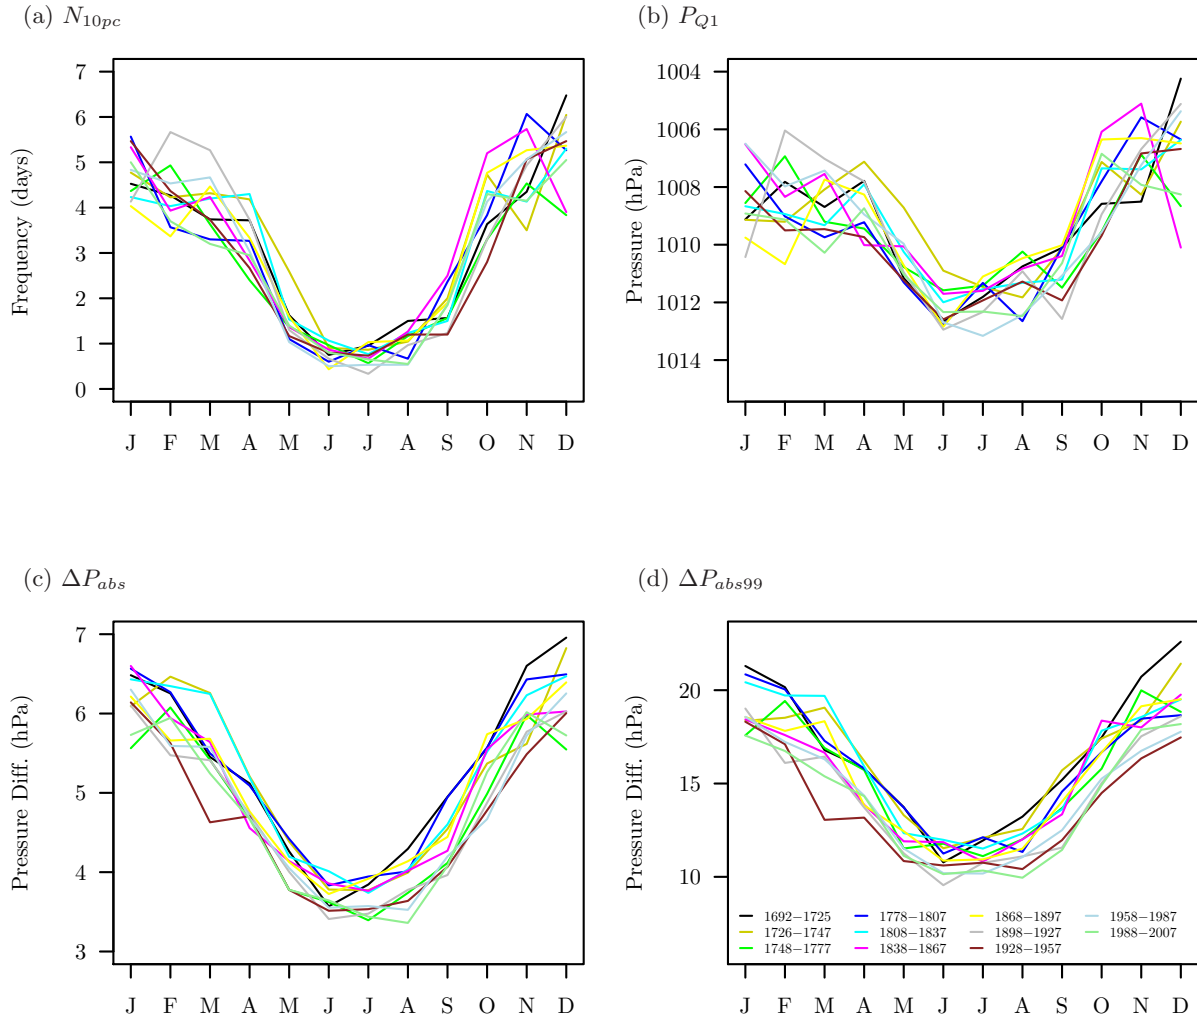 (a) N10pc
(b) PQ1
7
6
5
4
3
2
1
0
Frequency (days)
J F M A M J J A S O N D
1004
1006
1008
1010
1012
1014
Pressure (hPa)
J F M A M J J A S O N D
(c) ΔPabs
(d) ΔPabs99
7
6
5
4
3
Pressure Diff. (hPa)
J F M A M J J A S O N D
20
15
10
Pressure Diff. (hPa)
1692−1725 1778−1807 1868−1897 1958−1987
1726−1747 1808−1837 1898−1927 1988−2007
1748−1777 1838−1867 1928−1957
J F M A M J J A S O N D